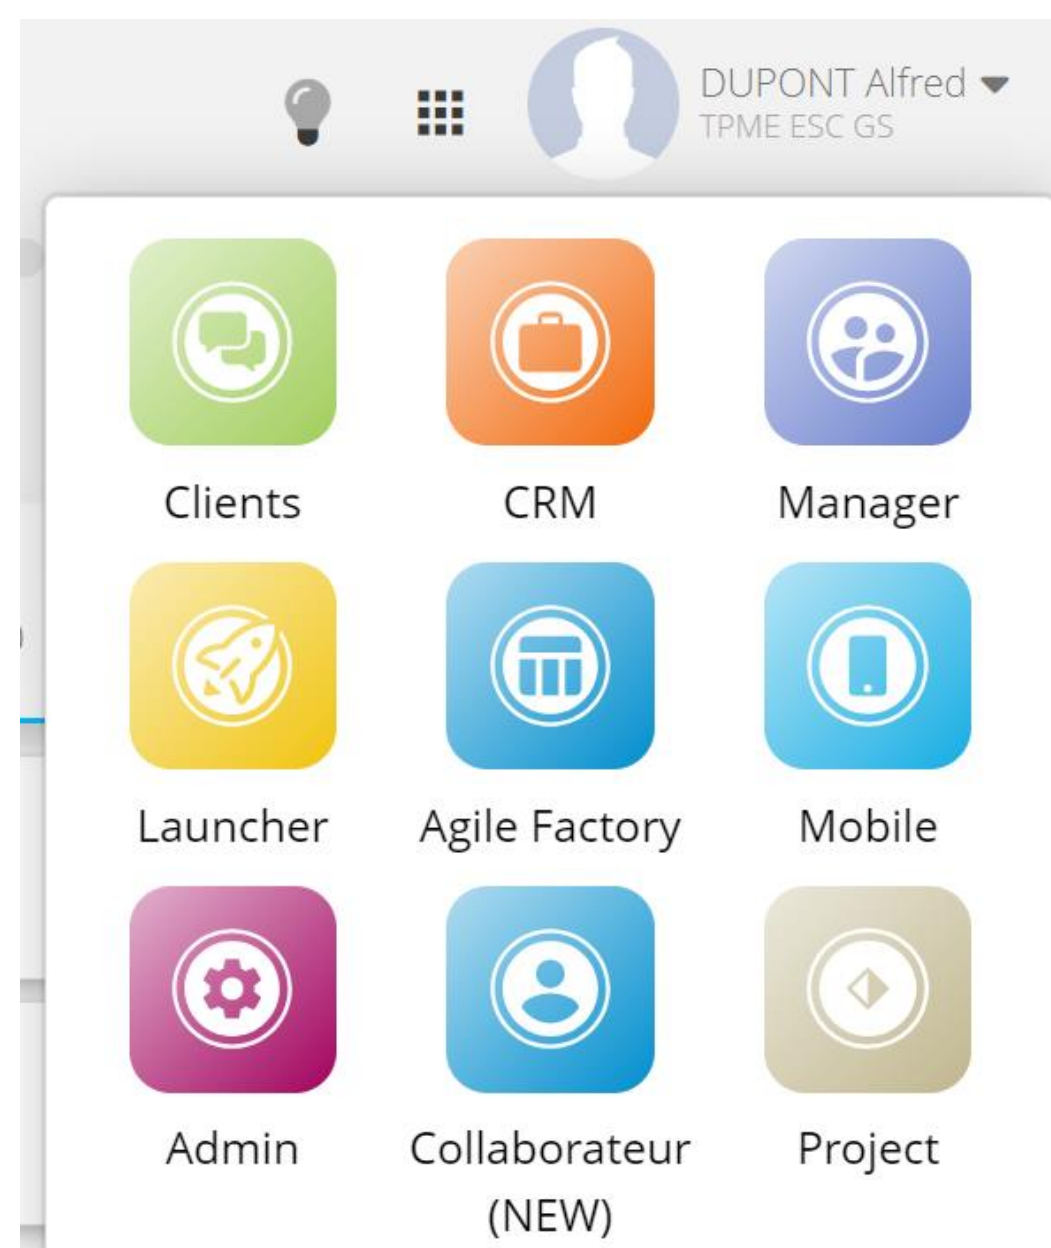 DUPONT Alfred
TPME ESC GS
Clients
CRM
Manager
Launcher
Agile Factory
Mobile
Admin
Collaborateur
(NEW)
Project